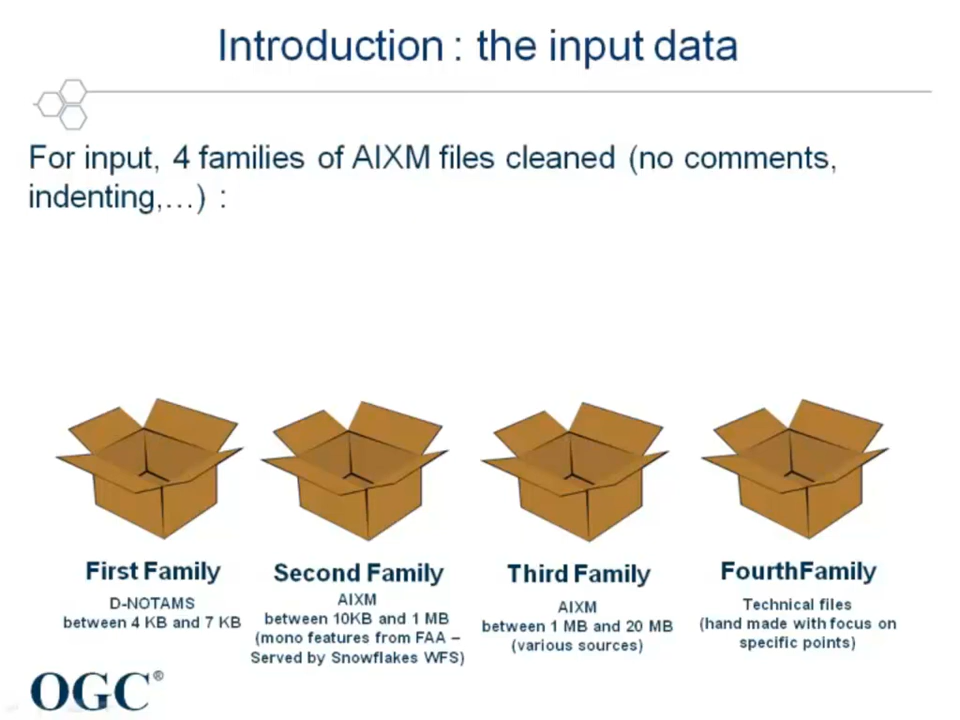 Introduction : the input data
For input, 4 families of AIXM files cleaned (no comments,
indenting,…) :
First Family
D-NOTAMS
between 4 KB and 7 KB
Second Family
AIXM
between 10KB and 1 MB
(mono features from FAA –
Served by Snowflakes WFS)
Third Family
AIXM
between 1 MB and 20 MB
(various sources)
FourthFamily
Technical files
(hand made with focus on
specific points)
OGC®